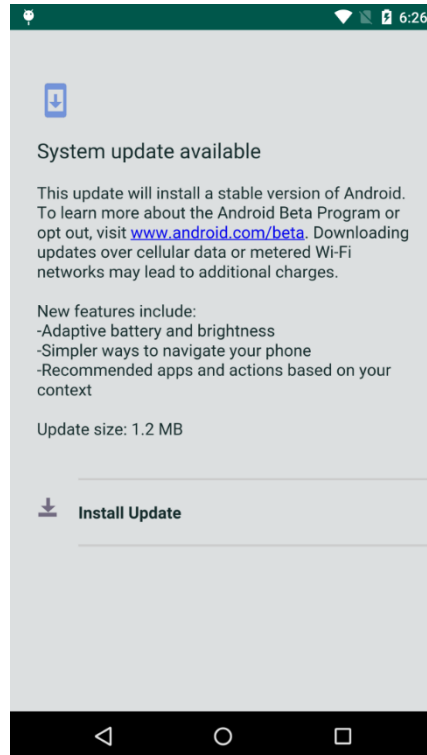 6:26
System update available
This update will install a stable version of Android.
To learn more about the Android Beta Program or
opt out, visit www.android.com/beta. Downloading
updates over cellular data or metered Wi-Fi
networks may lead to additional charges.
New features include:
-Adaptive battery and brightness
-Simpler ways to navigate your phone
-Recommended apps and actions based on your
context
Update size: 1.2 MB
Install Update